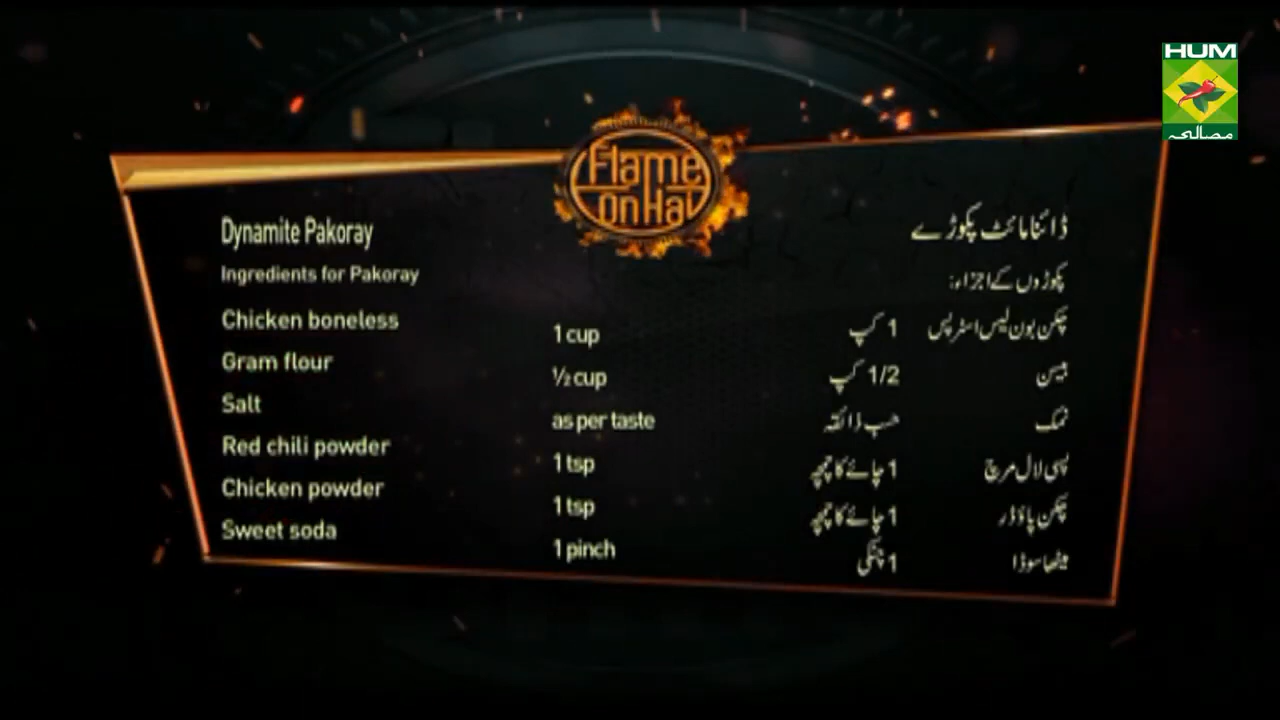 HUM
مصالحہ
Flame
On Hai
Dynamite Pakoray ڈائنامائٹ پکوڑے
Ingredients for Pakoray پکوڑوں کے اجزاء:
Chicken boneless 1 cup چکن بون لیس اسٹرپس 1 کپ
Gram flour ½ cup بیسن 1/2 کپ
Salt as per taste نمک حسب ذائقہ
Red chili powder 1 tsp پسی لال مرچ 1 چائے کا چمچہ
Chicken powder 1 tsp چکن پاؤڈر 1 چائے کا چمچہ
Sweet soda 1 pinch میٹھا سوڈا 1 چٹکی